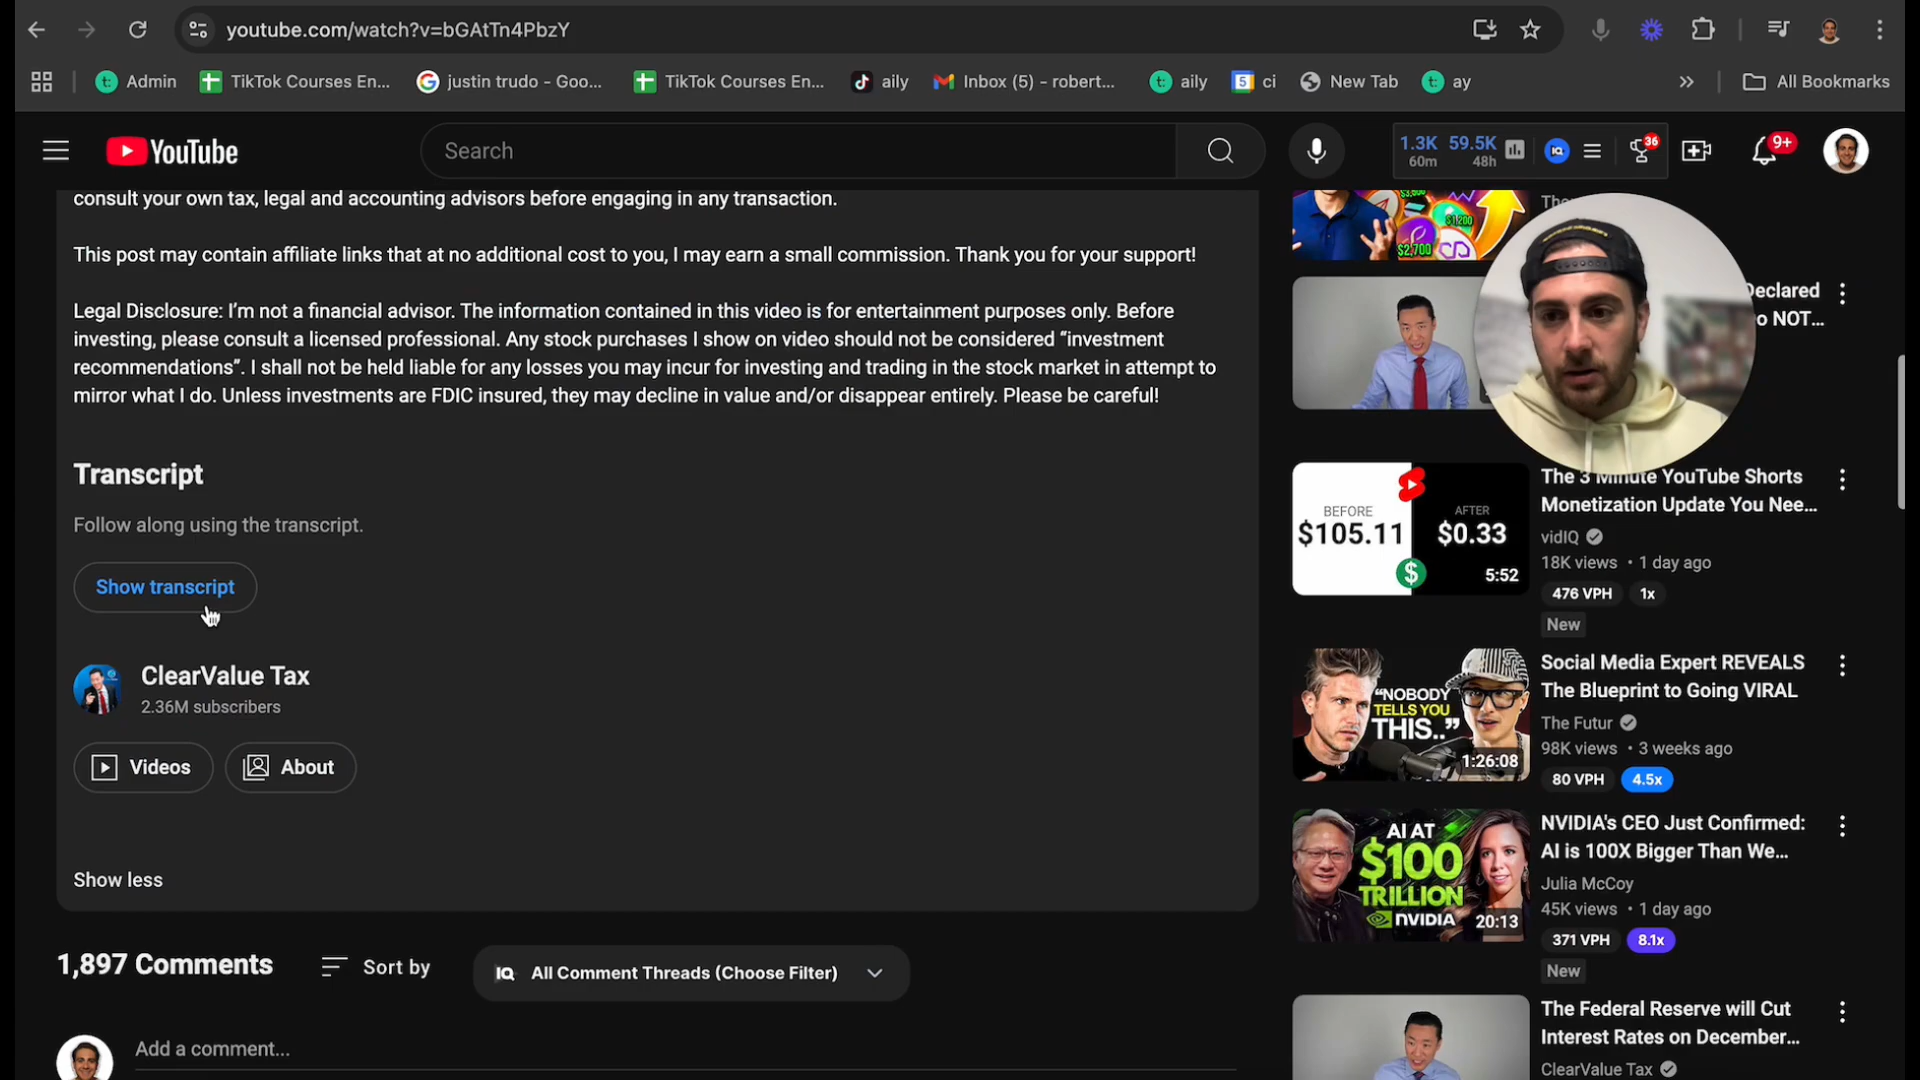 youtube.com/watch?v=bGAtTn4PbzY
Admin
TikTok Courses En...
justin trudo - Goo...
TikTok Courses En...
aily
Inbox (5) - robert...
aily
5
ci
New Tab
ay
All Bookmarks
YouTube
Search
1.3K 59.5K
60m 48h
IQ
36
9+
consult your own tax, legal and accounting advisors before engaging in any transaction.
This post may contain affiliate links that at no additional cost to you, I may earn a small commission. Thank you for your support!
Legal Disclosure: I'm not a financial advisor. The information contained in this video is for entertainment purposes only. Before
investing, please consult a licensed professional. Any stock purchases I show on video should not be considered “investment
recommendations”. I shall not be held liable for any losses you may incur for investing and trading in the stock market in attempt to
mirror what I do. Unless investments are FDIC insured, they may decline in value and/or disappear entirely. Please be careful!
Transcript
Follow along using the transcript.
Show transcript
ClearValue Tax
2.36M subscribers
Videos
About
Show less
1,897 Comments
Sort by
IQ All Comment Threads (Choose Filter)
Add a comment...
$1,200
$2,700
Declared
o NOT...
BEFORE
$105.11
AFTER
$0.33
$
5:52
The 3 Minute YouTube Shorts
Monetization Update You Nee...
vidIQ
18K views • 1 day ago
476 VPH 1x
New
“NOBODY
TELLS YOU
THIS..”
1:26:08
Social Media Expert REVEALS
The Blueprint to Going VIRAL
The Futur
98K views • 3 weeks ago
80 VPH 4.5x
AI AT
$100
TRILLION
NVIDIA
20:13
NVIDIA's CEO Just Confirmed:
AI is 100X Bigger Than We...
Julia McCoy
45K views • 1 day ago
371 VPH 8.1x
New
The Federal Reserve will Cut
Interest Rates on December...
ClearValue Tax